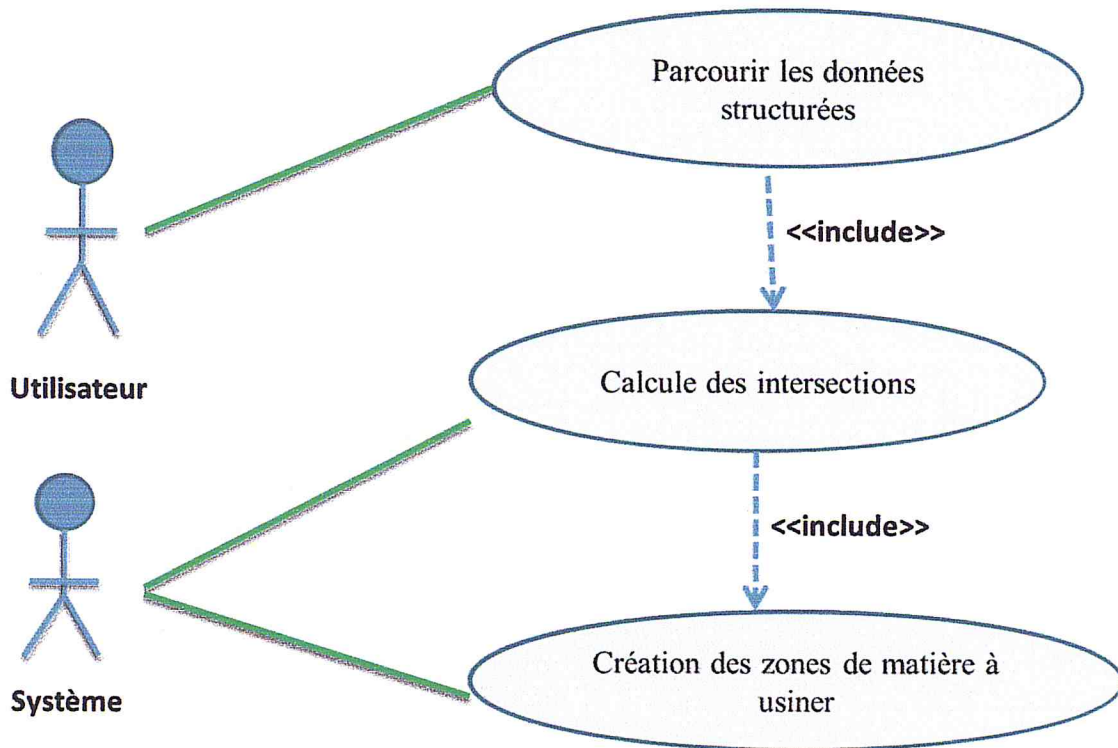 Parcourir les données
structurées
<<include>>
Utilisateur
Calcule des intersections
<<include>>
Système
Création des zones de matière à
usiner